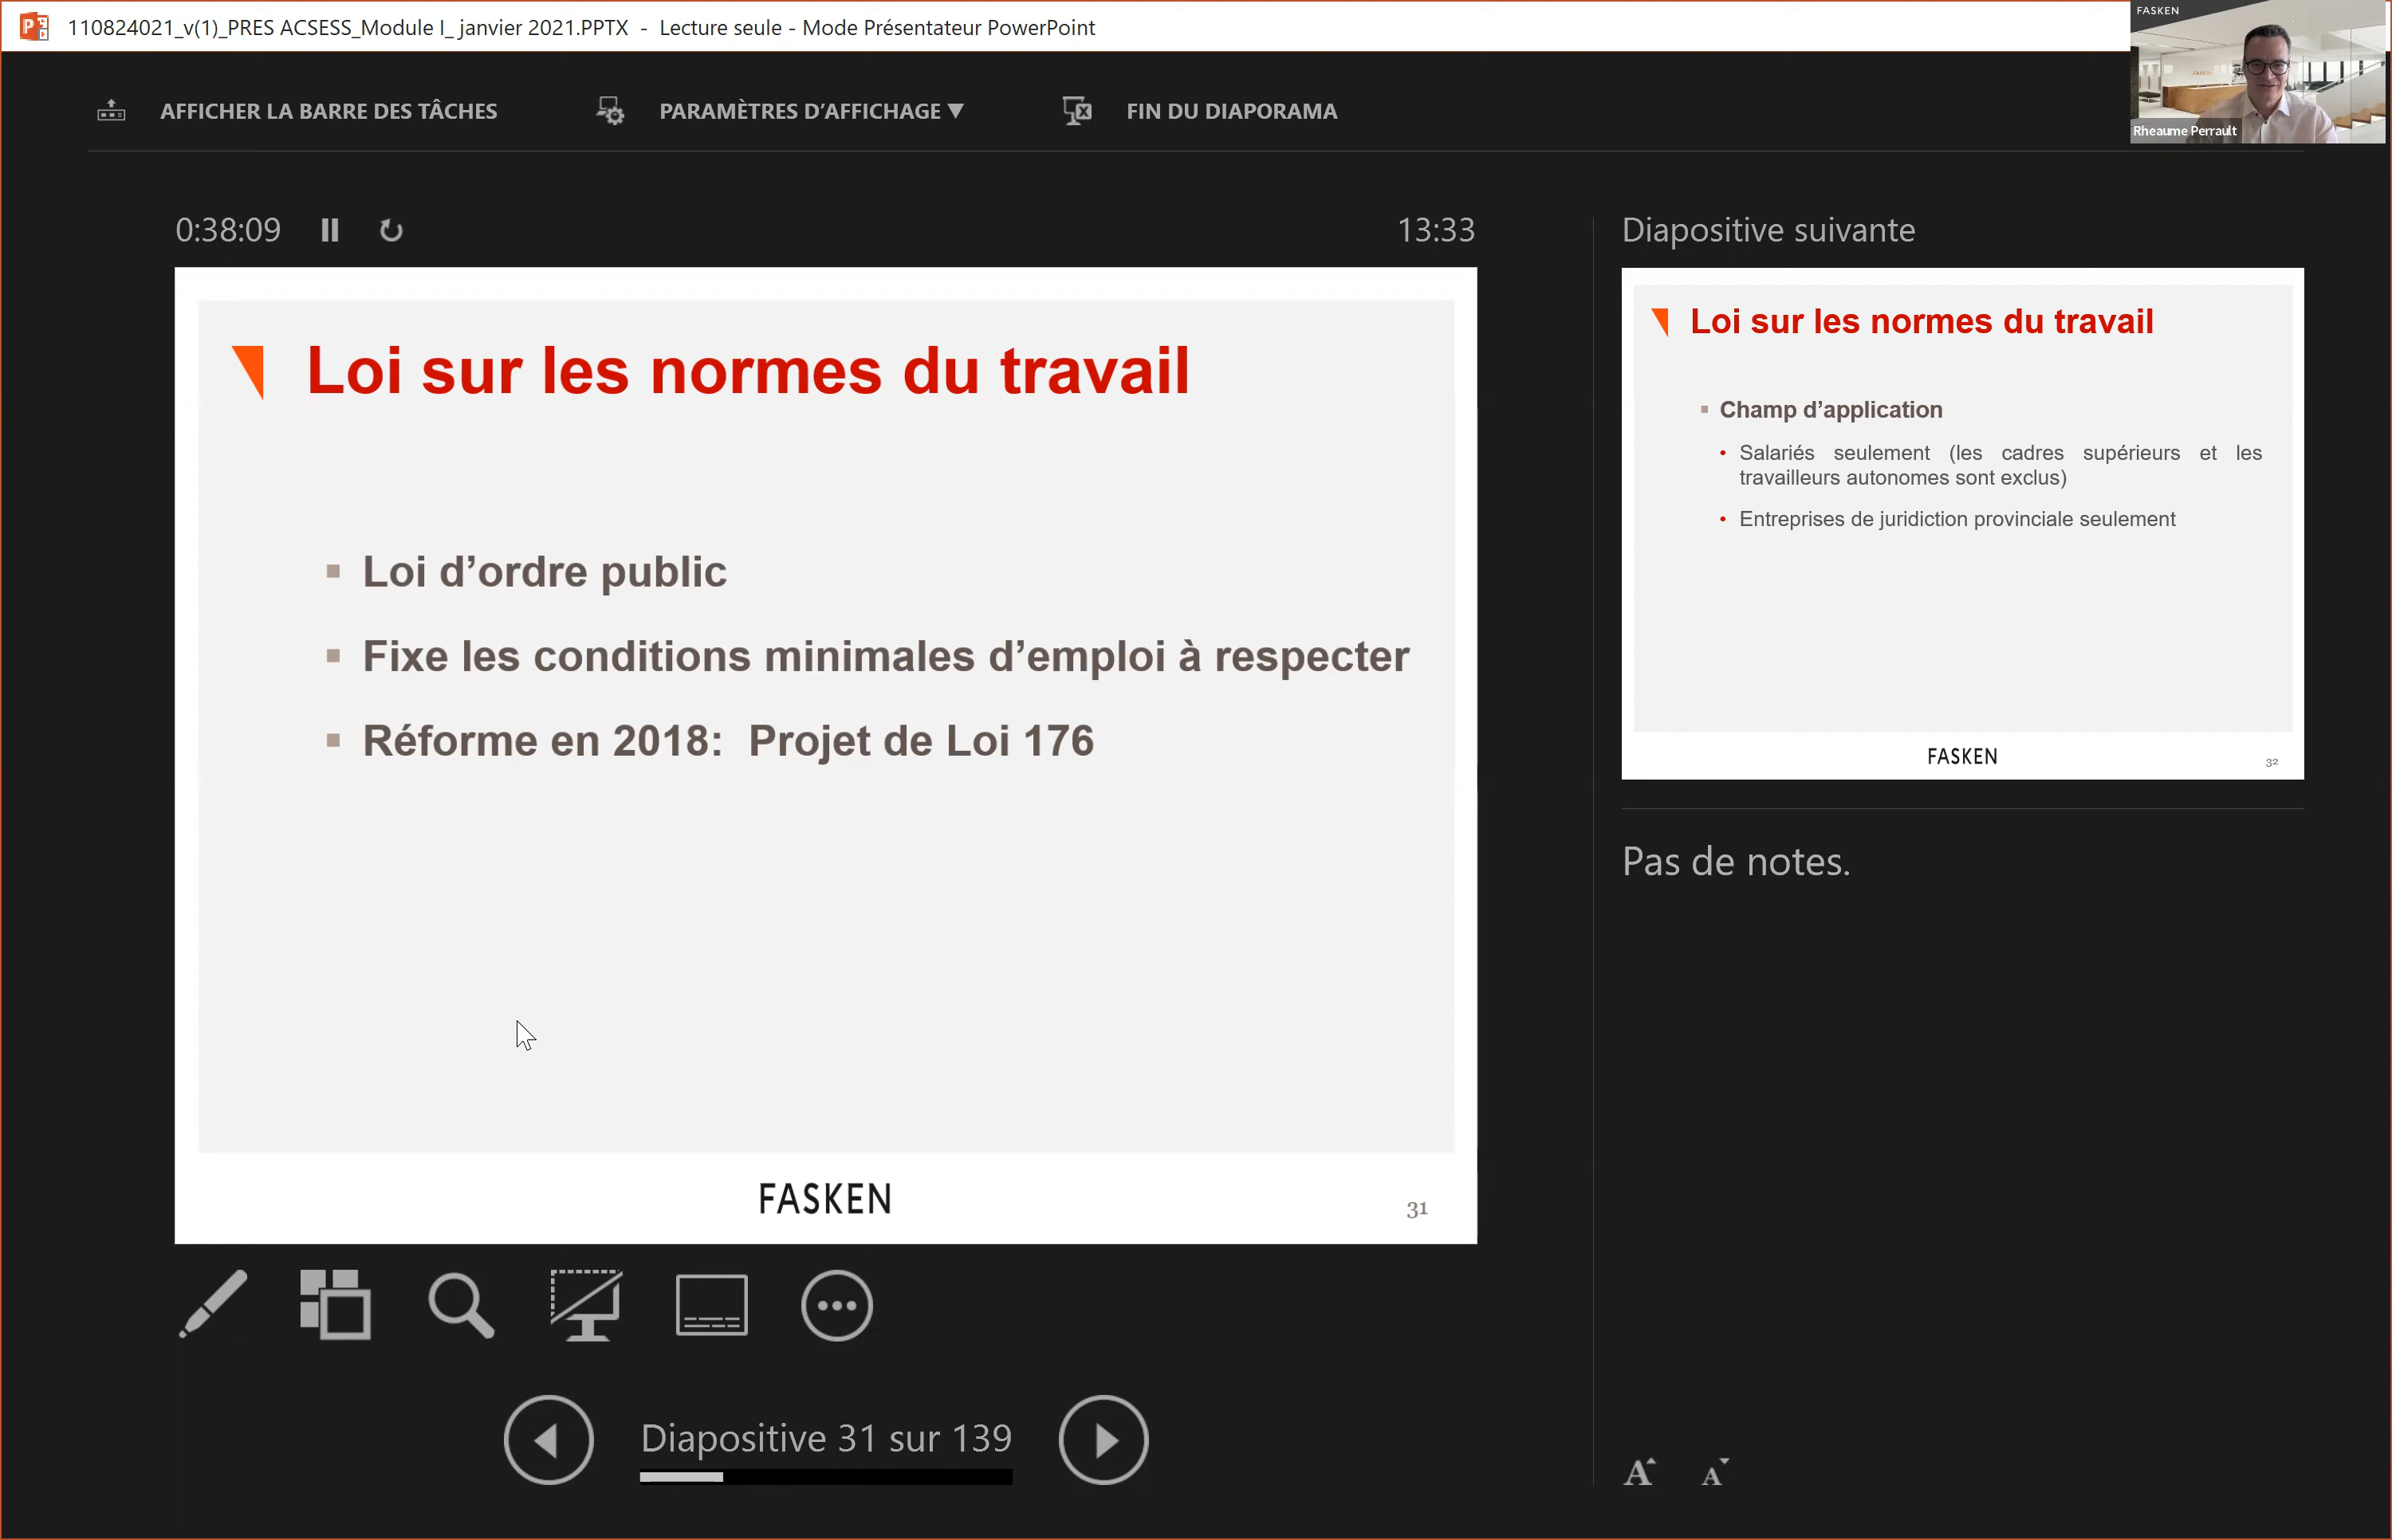 110824021_v(1)_PRES ACSESS_Module I_ janvier 2021.PPTX - Lecture seule - Mode Présentateur PowerPoint
FASKEN
Rheaume Perrault
AFFICHER LA BARRE DES TÂCHES
PARAMÈTRES D'AFFICHAGE ▼
FIN DU DIAPORAMA
0:38:09
13:33
Loi sur les normes du travail
Loi d’ordre public
Fixe les conditions minimales d’emploi à respecter
Réforme en 2018:  Projet de Loi 176
FASKEN
31
Diapositive 31 sur 139
Diapositive suivante
Loi sur les normes du travail
Champ d’application
Salariés seulement (les cadres supérieurs et les
travailleurs autonomes sont exclus)
Entreprises de juridiction provinciale seulement
FASKEN
32
Pas de notes.
A A